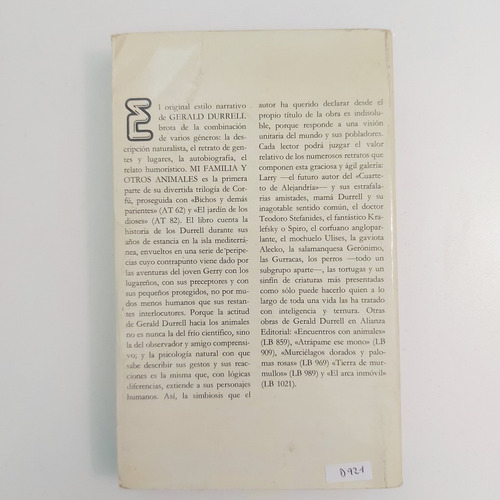 El original estilo narrativo
de GERALD DURRELL
brota de la combinación
de varios géneros: la des-
cripción naturalista, el retrato de gen-
tes y lugares, la autobiografía, el
relato humorístico. MI FAMILIA Y
OTROS ANIMALES es la primera
parte de su divertida trilogía de Cor-
fú, proseguida con «Bichos y demás
parientes» (AT 62) y «El jardín de los
dioses» (AT 82). El libro cuenta la
historia de los Durrell durante sus
años de estancia en la isla mediterrá-
nea, envueltos en una serie de peripe-
cias cuyo contrapunto viene dado por
las aventuras del joven Gerry con los
lugareños, con sus preceptores y con
sus pequeños protegidos, no por mu-
dos menos humanos que sus restan-
tes interlocutores. Porque la actitud
de Gerald Durrell hacia los animales
no es nunca la del frío científico, sino
la del observador y amigo comprensi-
vo; y la psicología natural con que
sabe describir sus gestos y sus reac-
ciones es la misma que, con lógicas
diferencias, extiende a sus personajes
humanos. Así, la simbiosis que el
autor ha querido declarar desde el
propio título de la obra es indisolu-
ble, porque responde a una visión
unitaria del mundo y sus pobladores.
Cada lector podrá juzgar el valor
relativo de los numerosos retratos que
componen esta graciosa y ágil galería:
Larry —el futuro autor del «Cuarte-
to de Alejandría»— y sus estrafala-
rias amistades, mamá Durrell y su
inagotable sentido común, el doctor
Teodoro Stefanides, el fantástico Kra-
lefsky o Spiro, el corfuano anglopar-
lante, el mochuelo Ulises, la gaviota
Alecko, la salamanquesa Gerónimo,
las Gurracas, los perros —todo un
subgrupo aparte—, las tortugas y un
sinfín de criaturas más presentadas
como sólo puede hacerlo quien a lo
largo de toda una vida las ha tratado
con inteligencia y ternura. Otras
obras de Gerald Durrell en Alianza
Editorial: «Encuentros con animales»
(LB 859), «Atrápame ese mono» (LB
909), «Murciélagos dorados y palo-
mas rosas» (LB 969) «Tierra de mur-
mullos» (LB 989) y «El arca inmóvil»
(LB 1021).
D921